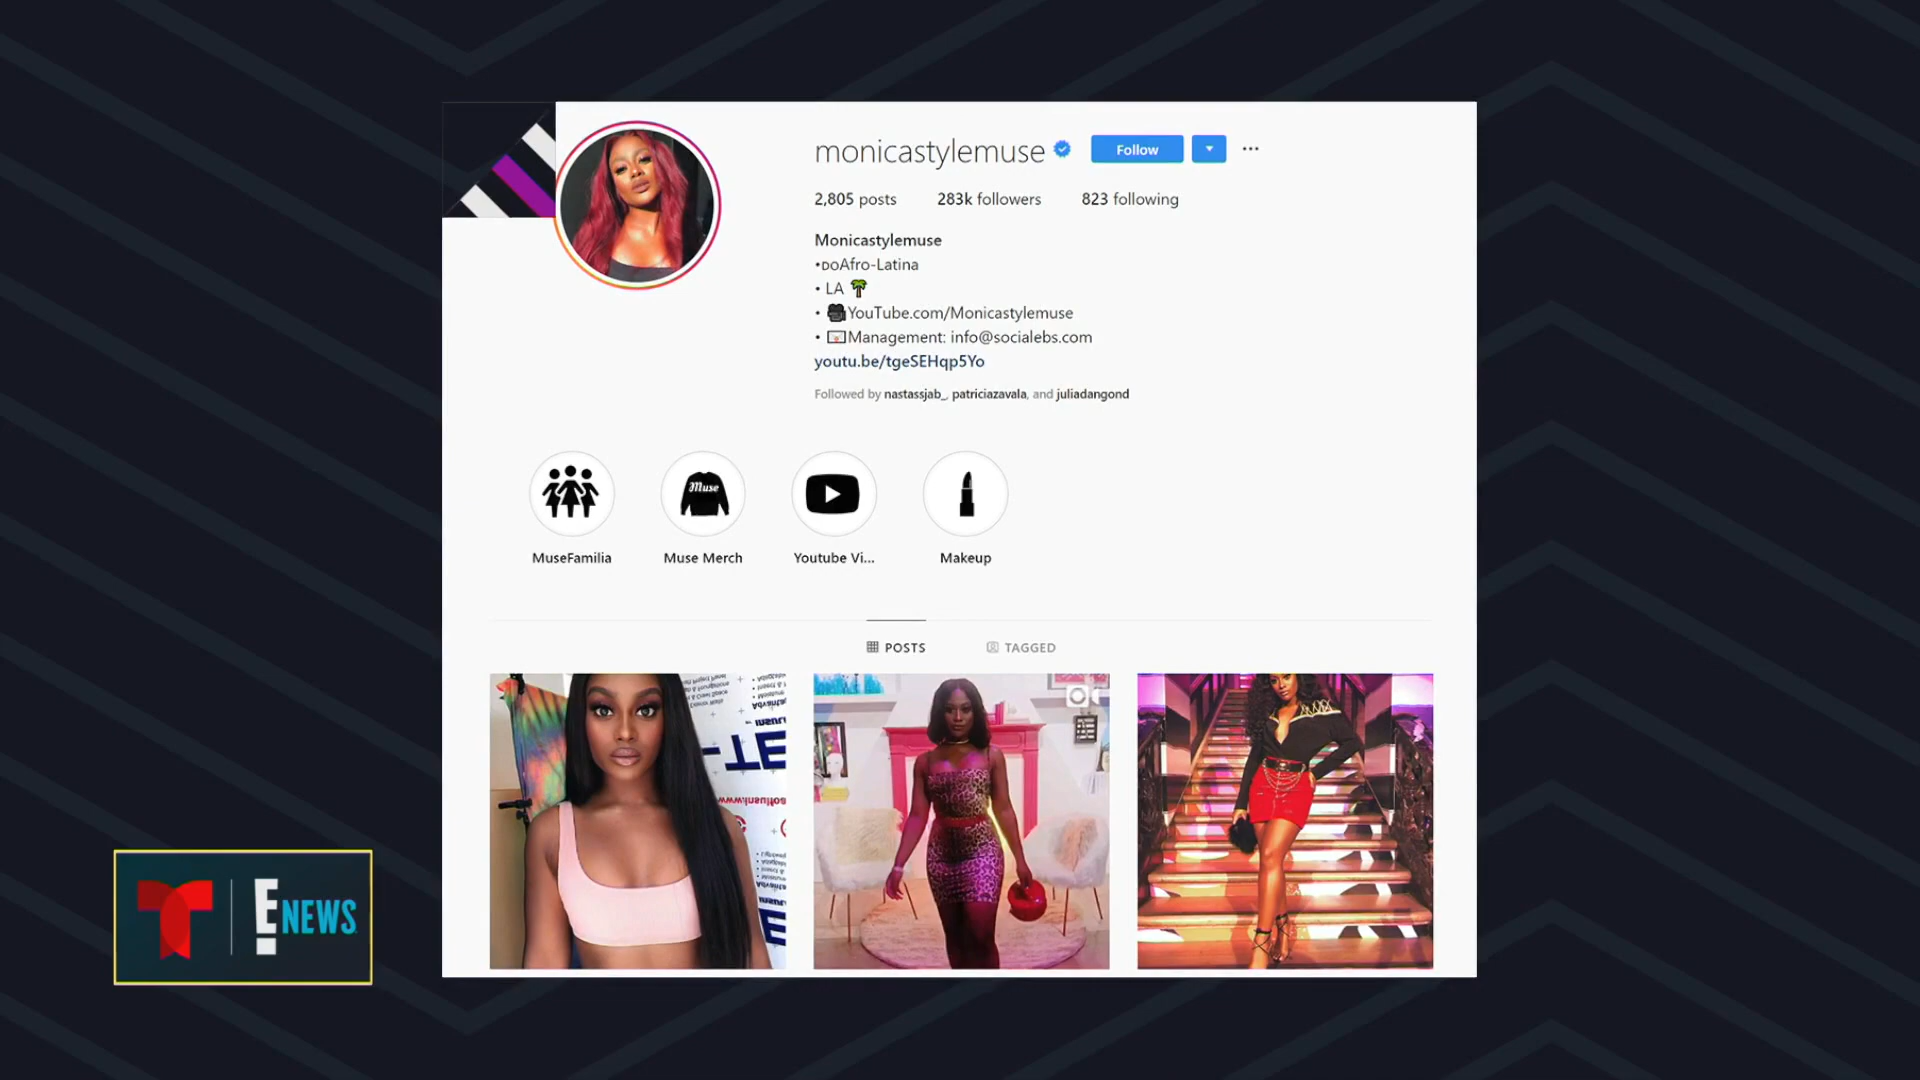 monicastylemuse
Follow
2,805 posts 283k followers 823 following
Monicastylemuse
•DOAfro-Latina
• LA 🌴
• 🎥YouTube.com/Monicastylemuse
• 💌Management: info@socialebs.com
youtu.be/tgeSEHqp5Yo
Followed by nastassjab_, patriciazavala, and juliadangond
Muse
MuseFamilia Muse Merch Youtube Vi... Makeup
POSTS TAGGED
E NEWS